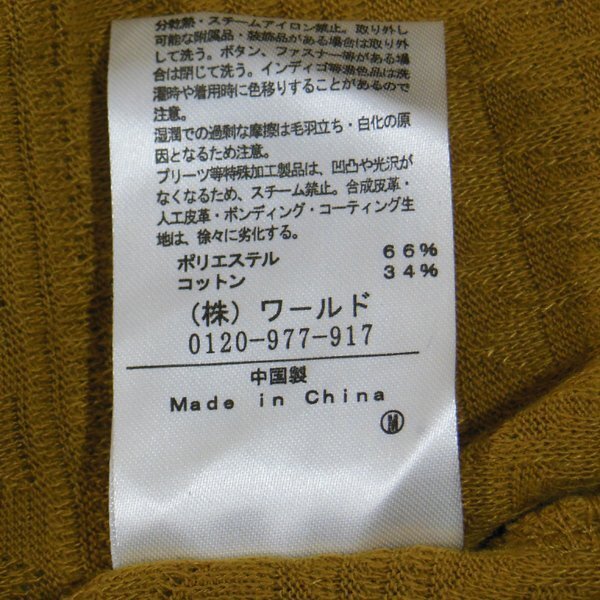 分乾熱・スチームアイロン禁止。取り外し
可能な附属品・装飾品がある場合は取り外
して洗う。ボタン、ファスナー等がある場
合は閉じて洗う。インディゴ等濃色品は洗
濯時や着用時に色移りすることがあるので
注意。
湿潤での過剰な摩擦は毛羽立ち・白化の原
因となるため注意。
プリーツ等特殊加工製品は、凹凸や光沢が
なくなるため、スチーム禁止。合成皮革・
人工皮革・ボンディング・コーティング生
地は、徐々に劣化する。
ポリエステル 66%
コットン 34%
(株) ワールド
0120-977-917
中国製
Made in China
M